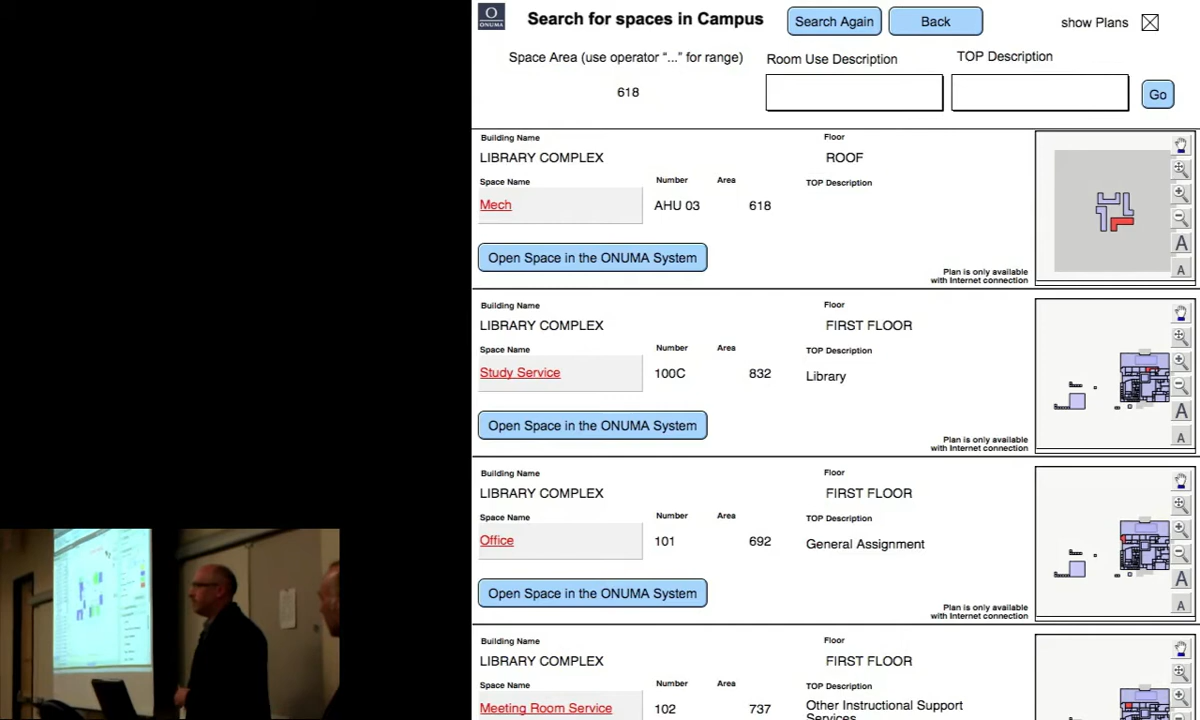 O
ONUMA
Search for spaces in Campus
Search Again
Back
show Plans
Space Area (use operator “...” for range)
Room Use Description
TOP Description
618
Go
Building Name
Floor
LIBRARY COMPLEX
ROOF
Space Name
Number
Area
TOP Description
Mech
AHU 03
618
Open Space in the ONUMA System
Plan is only available
with Internet connection
A
A
Building Name
Floor
LIBRARY COMPLEX
FIRST FLOOR
Space Name
Number
Area
TOP Description
Study Service
100C
832
Library
Open Space in the ONUMA System
Plan is only available
with Internet connection
A
A
Building Name
Floor
LIBRARY COMPLEX
FIRST FLOOR
Space Name
Number
Area
TOP Description
Office
101
692
General Assignment
Open Space in the ONUMA System
Plan is only available
with Internet connection
A
A
Building Name
Floor
LIBRARY COMPLEX
FIRST FLOOR
Space Name
Number
Area
TOP Description
Meeting Room Service
102
737
Other Instructional Support
Services